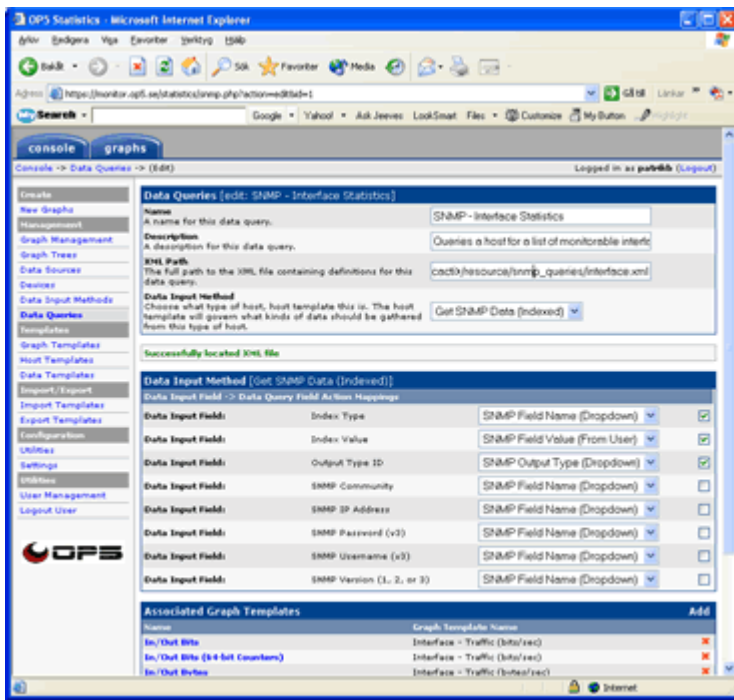 OP5 Statistics - Microsoft Internet Explorer
Arkiv Redigera Visa Favoriter Verktyg Hjälp
Bakåt Sök Favoriter Media
Adress https://monitor.op5.se/statistics/snmp.php?action=edit&id=1 Gå till Länkar
Search Google Yahoo! Ask Jeeves LookSmart Files Customize My Button Highlight
console graphs
Console -> Data Queries -> (Edit) Logged in as patrikb (Logout)
Create
New Graphs
Management
Graph Management
Graph Trees
Data Sources
Devices
Data Input Methods
Data Queries
Templates
Graph Templates
Host Templates
Data Templates
Import/Export
Import Templates
Export Templates
Configuration
Utilities
Settings
Utilities
User Management
Logout User
OP5
Data Queries [edit: SNMP - Interface Statistics]
Name
A name for this data query.
SNMP - Interface Statistics
Description
A description for this data query.
Queries a host for a list of monitorable interfa
XML Path
The full path to the XML file containing definitions for this
data query.
/resource/snmp_queries/interface.xml
Data Input Method
Choose what type of host, host template this is. The host
template will govern what kinds of data should be gathered
from this type of host.
Get SNMP Data (Indexed)
Successfully located XML file
Data Input Method [Get SNMP Data (Indexed)]
Data Input Field -> Data Query Field Action Mappings
Data Input Field: Index Type SNMP Field Name (Dropdown)
Data Input Field: Index Value SNMP Field Value (From User)
Data Input Field: Output Type ID SNMP Output Type (Dropdown)
Data Input Field: SNMP Community SNMP Field Name (Dropdown)
Data Input Field: SNMP IP Address SNMP Field Name (Dropdown)
Data Input Field: SNMP Password (v3) SNMP Field Name (Dropdown)
Data Input Field: SNMP Username (v3) SNMP Field Name (Dropdown)
Data Input Field: SNMP Version (1, 2, or 3) SNMP Field Name (Dropdown)
Associated Graph Templates Add
Name Graph Template Name
In/Out Bits Interface - Traffic (bits/sec)
In/Out Bits (64-bit Counters) Interface - Traffic (bits/sec)
In/Out Bytes Interface - Traffic (bytes/sec)
Internet